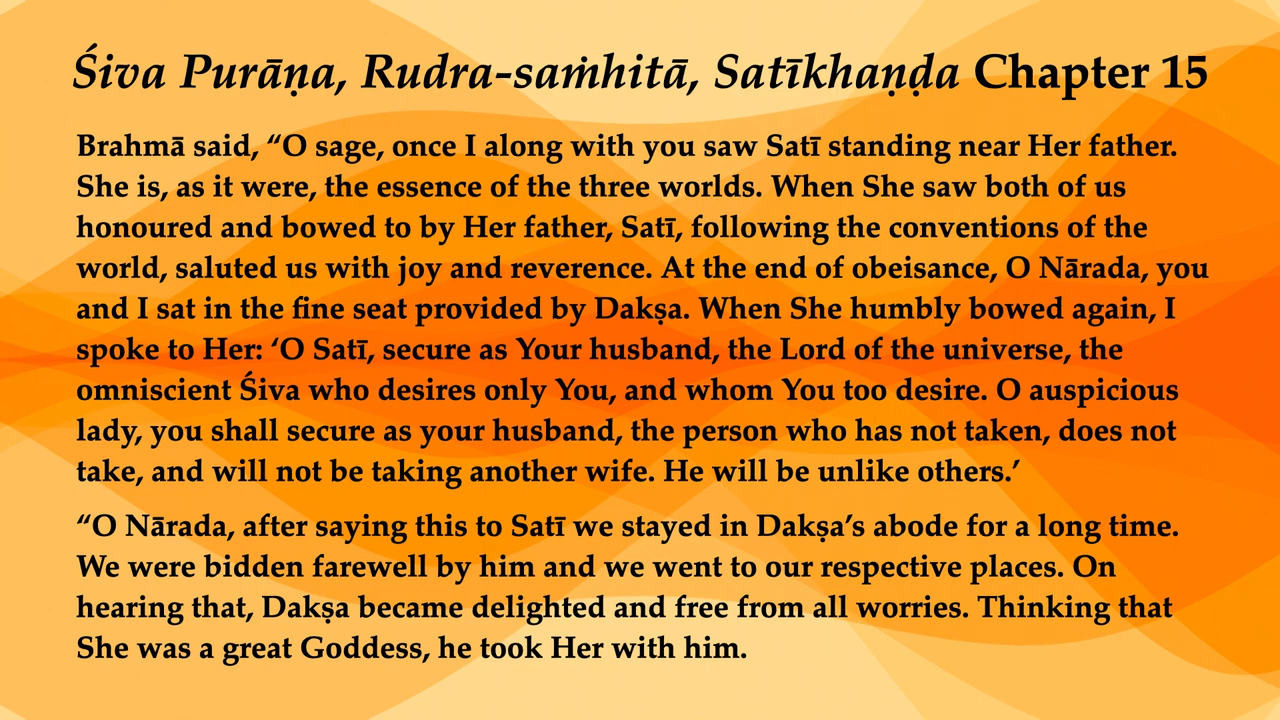 Śiva Purāṇa, Rudra-saṁhitā, Satīkhaṇḍa Chapter 15
Brahmā said, “O sage, once I along with you saw Satī standing near Her father.
She is, as it were, the essence of the three worlds. When She saw both of us
honoured and bowed to by Her father, Satī, following the conventions of the
world, saluted us with joy and reverence. At the end of obeisance, O Nārada, you
and I sat in the fine seat provided by Dakṣa. When She humbly bowed again, I
spoke to Her: ‘O Satī, secure as Your husband, the Lord of the universe, the
omniscient Śiva who desires only You, and whom You too desire. O auspicious
lady, you shall secure as your husband, the person who has not taken, does not
take, and will not be taking another wife. He will be unlike others.’
“O Nārada, after saying this to Satī we stayed in Dakṣa’s abode for a long time.
We were bidden farewell by him and we went to our respective places. On
hearing that, Dakṣa became delighted and free from all worries. Thinking that
She was a great Goddess, he took Her with him.